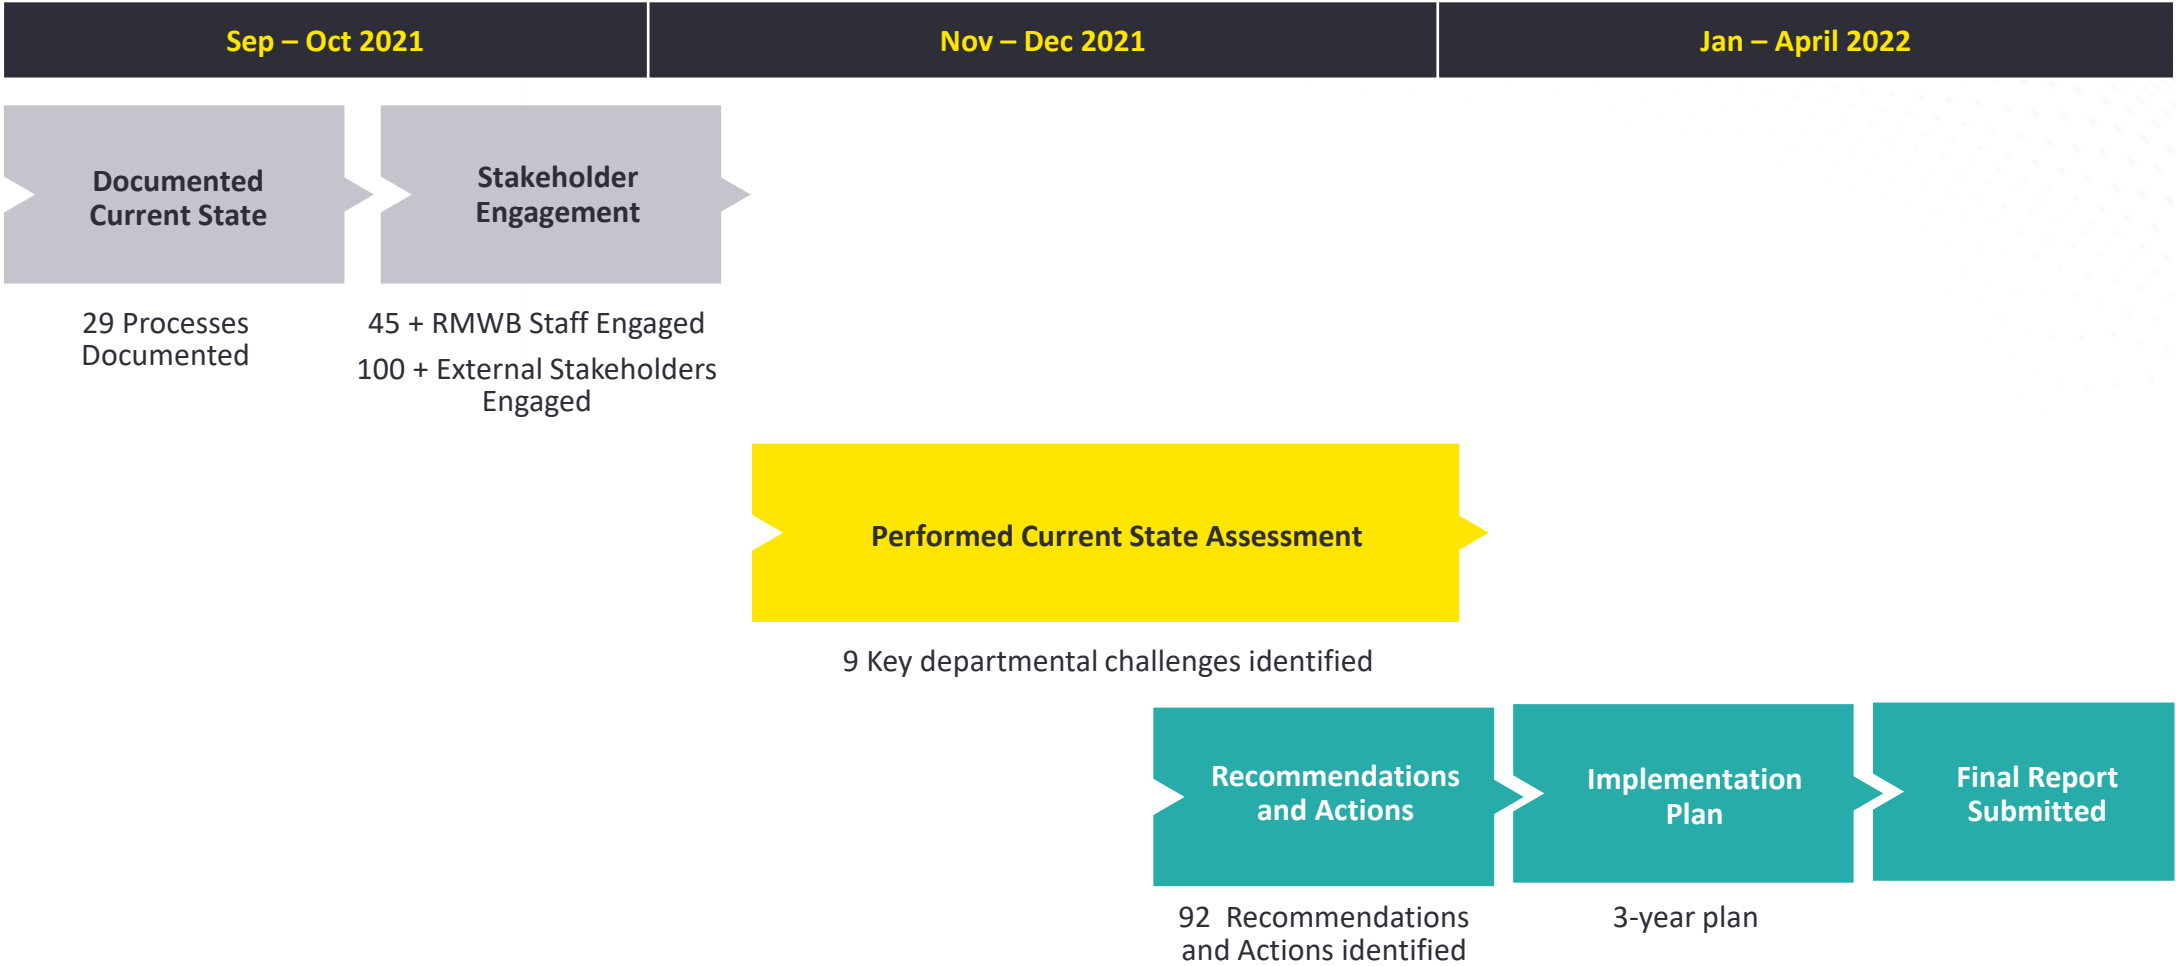 Sep – Oct 2021
Nov – Dec 2021
Jan – April 2022
Documented
Current State
Stakeholder
Engagement
29 Processes
Documented
45 + RMWB Staff Engaged
100 + External Stakeholders
Engaged
Performed Current State Assessment
9 Key departmental challenges identified
Recommendations
and Actions
Implementation
Plan
Final Report
Submitted
92  Recommendations
and Actions identified
3-year plan